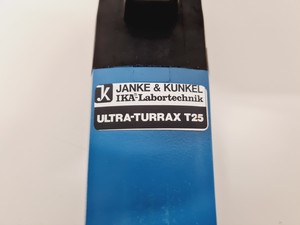 JK JANKE & KUNKEL
IKA®-Labortechnik
ULTRA-TURRAX T25